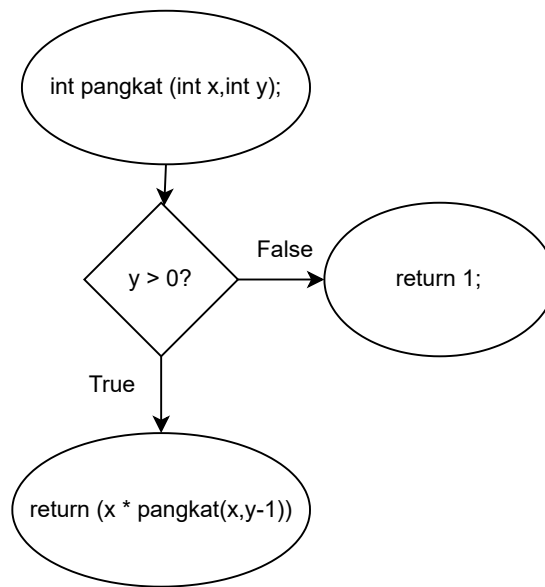 int pangkat (int x,int y);
y > 0?
False
return 1;
True
return (x * pangkat(x,y-1))